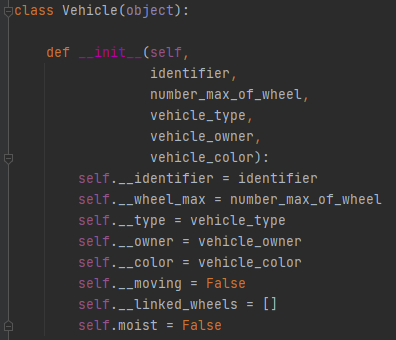 class Vehicle(object):
def __init__(self,
identifier,
number_max_of_wheel,
vehicle_type,
vehicle_owner,
vehicle_color):
self.__identifier = identifier
self.__wheel_max = number_max_of_wheel
self.__type = vehicle_type
self.__owner = vehicle_owner
self.__color = vehicle_color
self.__moving = False
self.__linked_wheels = []
self.moist = False